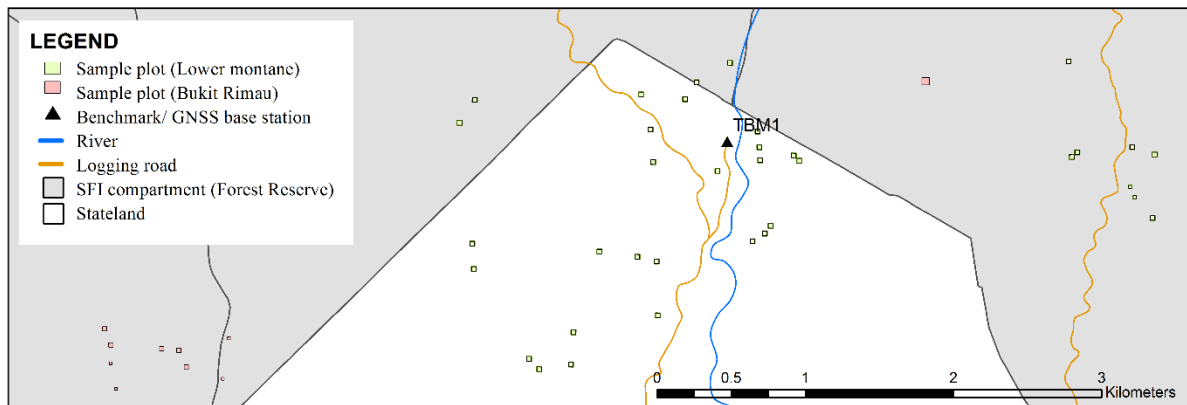 LEGEND
Sample plot (Lower montane)
Sample plot (Bukit Rimau)
Benchmark/ GNSS base station
River
Logging road
SFI compartment (Forest Reserve)
Stateland
TBM1
0 0.5 1 2 3
Kilometers